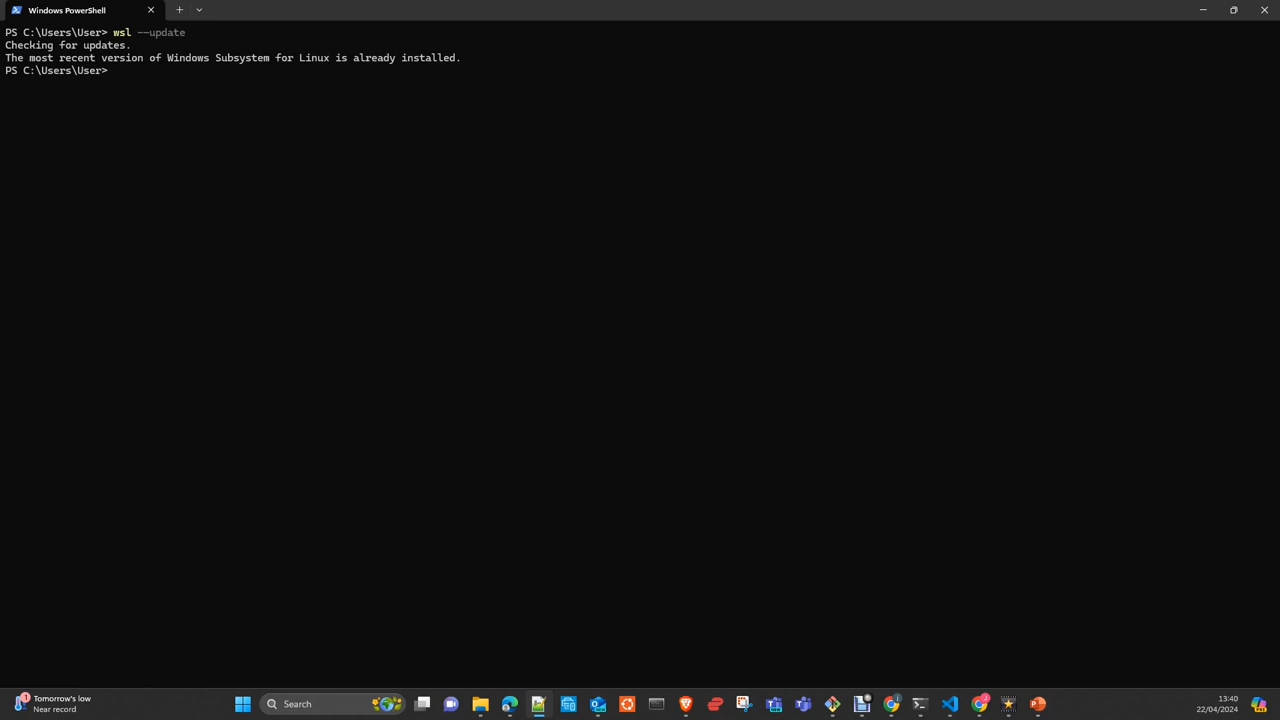 Windows PowerShell
PS C:\Users\User> wsl --update
Checking for updates.
The most recent version of Windows Subsystem for Linux is already installed.
PS C:\Users\User>
1
Tomorrow's low
Near record
Search
13:40
22/04/2024